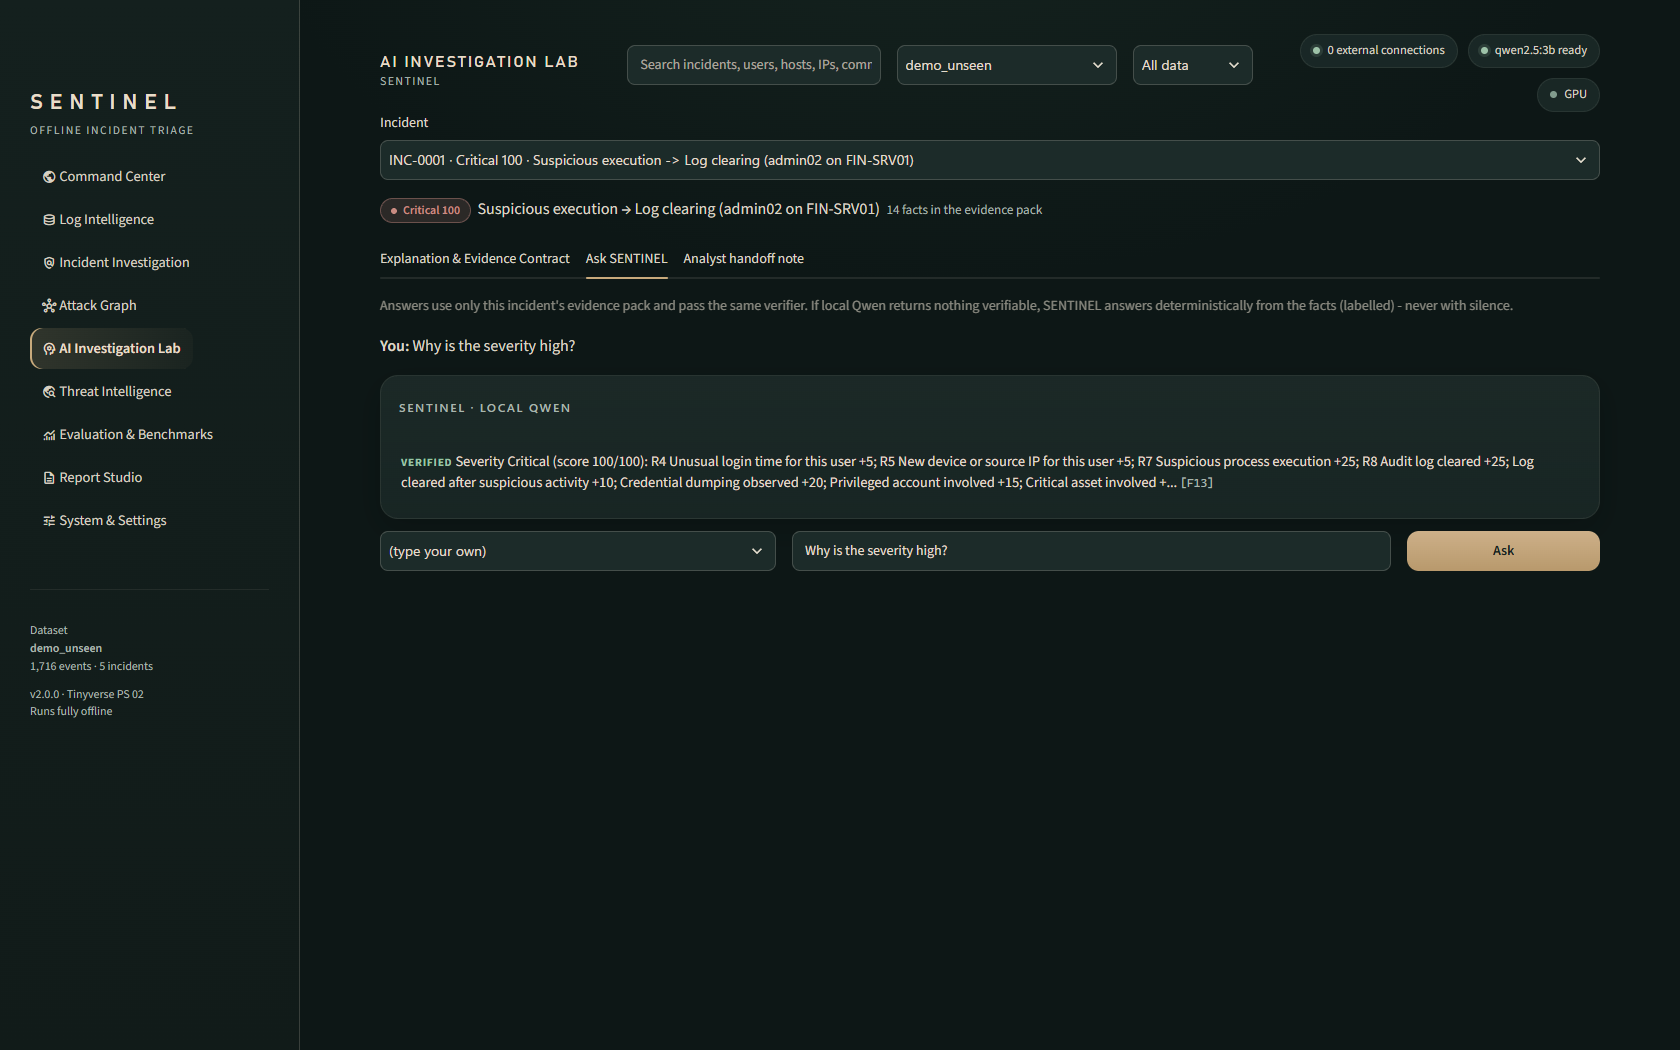 SENTINEL
OFFLINE INCIDENT TRIAGE
Command Center
Log Intelligence
Incident Investigation
Attack Graph
AI Investigation Lab
Threat Intelligence
Evaluation & Benchmarks
Report Studio
System & Settings
Dataset
demo_unseen
1,716 events · 5 incidents
v2.0.0 · Tinyverse PS 02
Runs fully offline
AI INVESTIGATION LAB
SENTINEL
Search incidents, users, hosts, IPs, comr
demo_unseen
All data
0 external connections
qwen2.5:3b ready
GPU
Incident
INC-0001 · Critical 100 · Suspicious execution -> Log clearing (admin02 on FIN-SRV01)
Critical 100 Suspicious execution → Log clearing (admin02 on FIN-SRV01) 14 facts in the evidence pack
Explanation & Evidence Contract Ask SENTINEL Analyst handoff note
Answers use only this incident's evidence pack and pass the same verifier. If local Qwen returns nothing verifiable, SENTINEL answers deterministically from the facts (labelled) - never with silence.
You: Why is the severity high?
SENTINEL · LOCAL QWEN
VERIFIED Severity Critical (score 100/100): R4 Unusual login time for this user +5; R5 New device or source IP for this user +5; R7 Suspicious process execution +25; R8 Audit log cleared +25; Log
cleared after suspicious activity +10; Credential dumping observed +20; Privileged account involved +15; Critical asset involved +... [F13]
(type your own)
Why is the severity high?
Ask